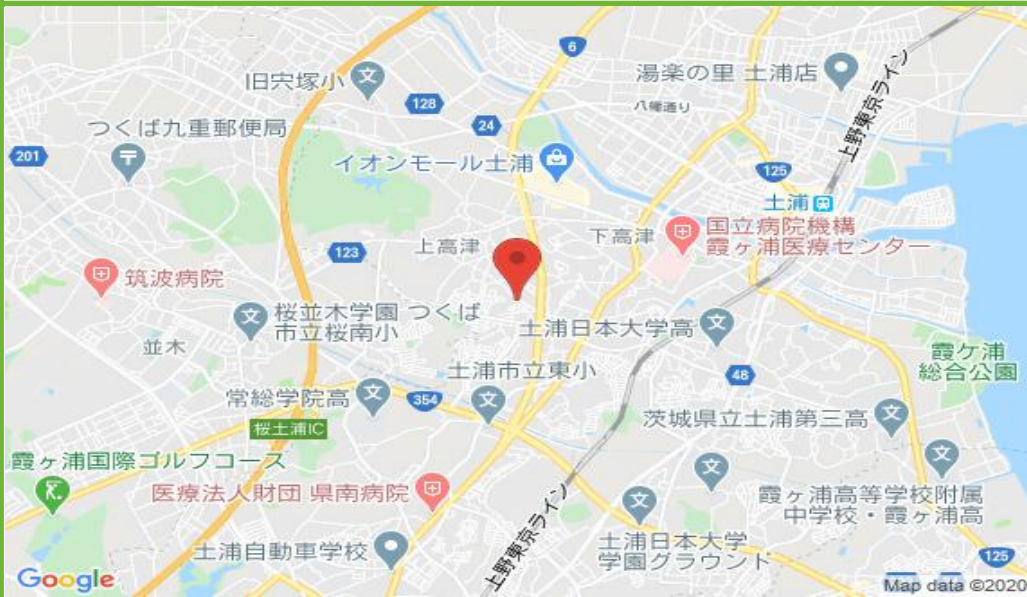 6
湯楽の里 土浦店
旧宍塚小
128
八幡通り
上野東京ライン
つくば九重郵便局
24
201
イオンモール土浦
125
土浦
国立病院機構
霞ヶ浦医療センター
下高津
上高津
123
筑波病院
桜並木学園 つくば
市立桜南小
土浦日本大学高
並木
霞ケ浦
総合公園
土浦市立東小
48
常総学院高
354
茨城県立土浦第三高
桜土浦IC
霞ヶ浦国際ゴルフコース
医療法人財団 県南病院
霞ヶ浦高等学校附属
中学校・霞ヶ浦高
上野東京ライン
土浦日本大学
学園グラウンド
土浦自動車学校
125
Google
Map data ©2020